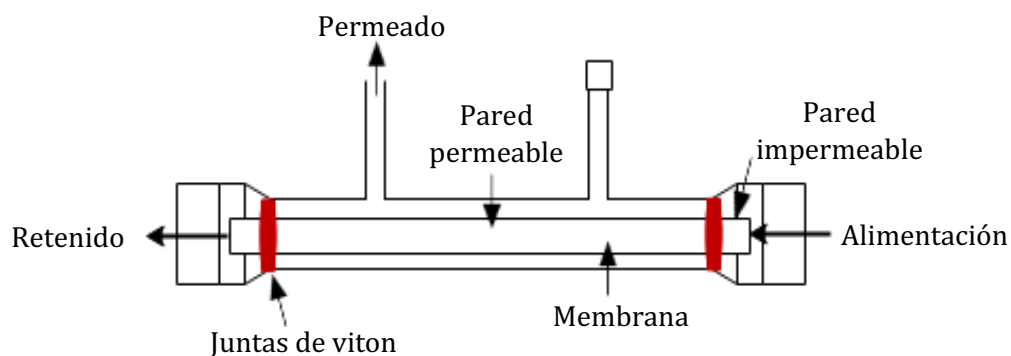 Permeado
Pared
permeable
Pared
impermeable
Retenido
Alimentación
Membrana
Juntas de viton